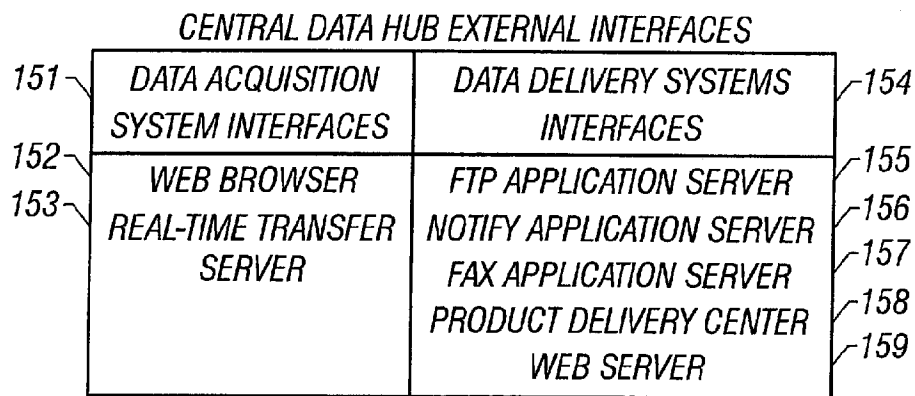 CENTRAL DATA HUB EXTERNAL INTERFACES
151
DATA ACQUISITION
SYSTEM INTERFACES
DATA DELIVERY SYSTEMS
INTERFACES
154
152
153
WEB BROWSER
REAL-TIME TRANSFER
SERVER
FTP APPLICATION SERVER
NOTIFY APPLICATION SERVER
FAX APPLICATION SERVER
PRODUCT DELIVERY CENTER
WEB SERVER
155
156
157
158
159